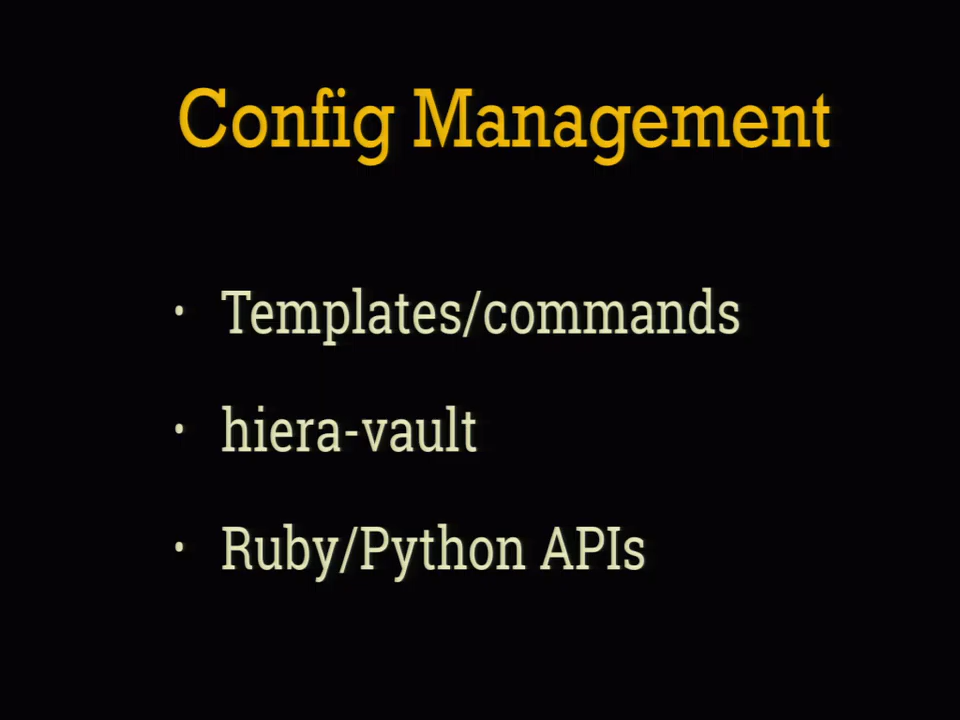 Config Management
· Templates/commands
· hiera-vault
· Ruby/Python APIs